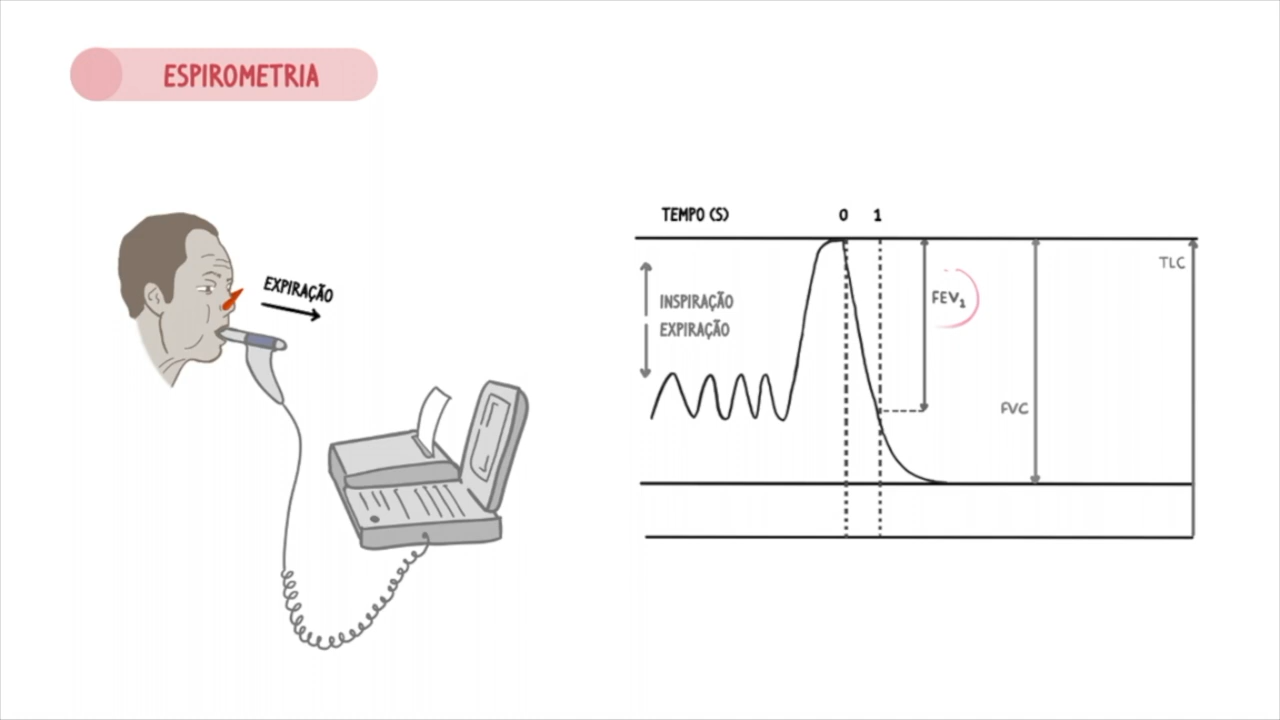 ESPIROMETRIA
EXPIRAÇÃO
TEMPO (S) 0 1
INSPIRAÇÃO
EXPIRAÇÃO
FEV₁
FVC
TLC